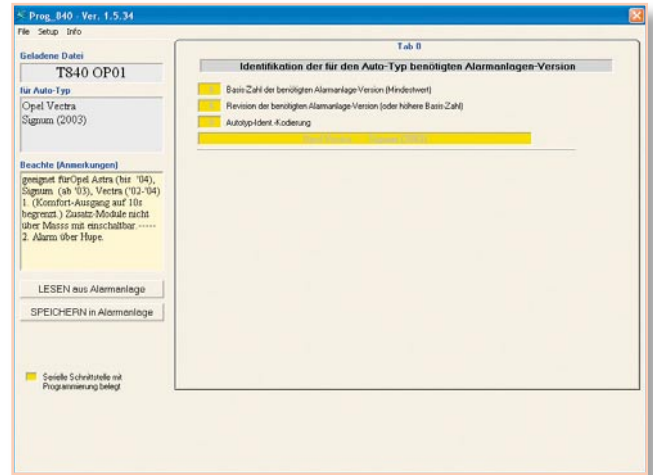 Prog_840 - Ver. 1.5.34
File Setup Info
Geladene Datei
T840 OP01
für Auto-Typ
Opel Vectra
Signum (2003)
Beachte (Anmerkungen)
geeignet fürOpel Astra (bis '04),
Signum (ab '03), Vectra ('02-'04)
1. (Komfort-Ausgang auf 10s
begrenzt.) Zusatz-Module nicht
über Masss mit einschaltbar.-----
2. Alarm über Hupe.
LESEN aus Alarmanlage
SPEICHERN in Alarmanlage
Serielle Schnittstelle mit
Programmierung belegt
Tab 0
Identifikation der für den Auto-Typ benötigten Alarmanlagen-Version
Basis-Zahl der benötigten Alarmanlage-Version (Mindestwert)
Revision der benötigten Alarmanlage-Version (oder höhere Basis-Zahl)
Autotyp-Ident.-Kodierung